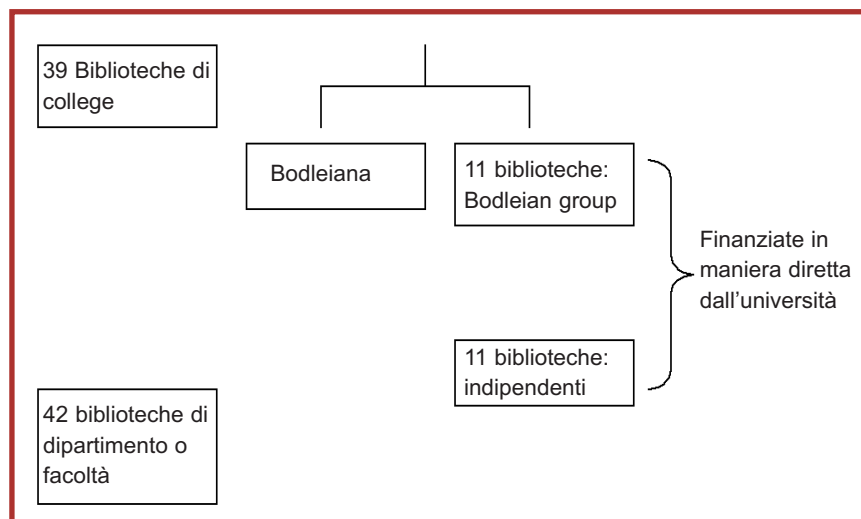 39 Biblioteche di
college
Bodleiana
11 biblioteche:
Bodleian group
Finanziate in
maniera diretta
dall’università
11 biblioteche:
indipendenti
42 biblioteche di
dipartimento o
facoltà